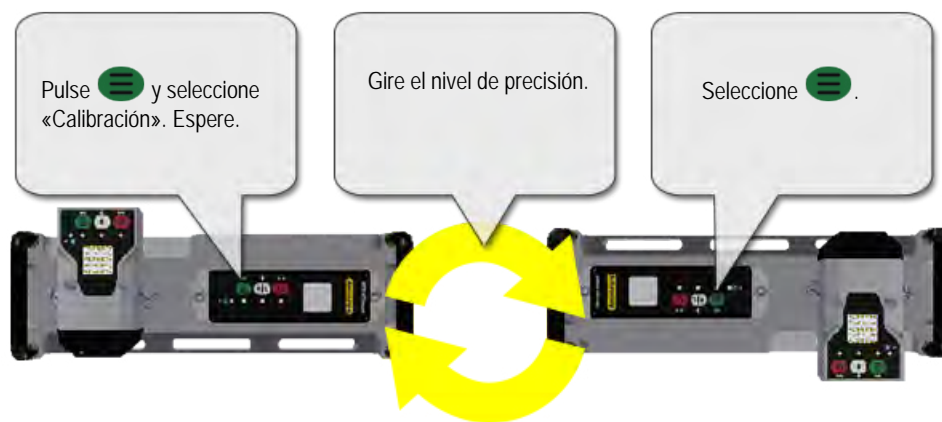 Pulse y seleccione
«Calibración». Espere.
Gire el nivel de precisión.
Seleccione .